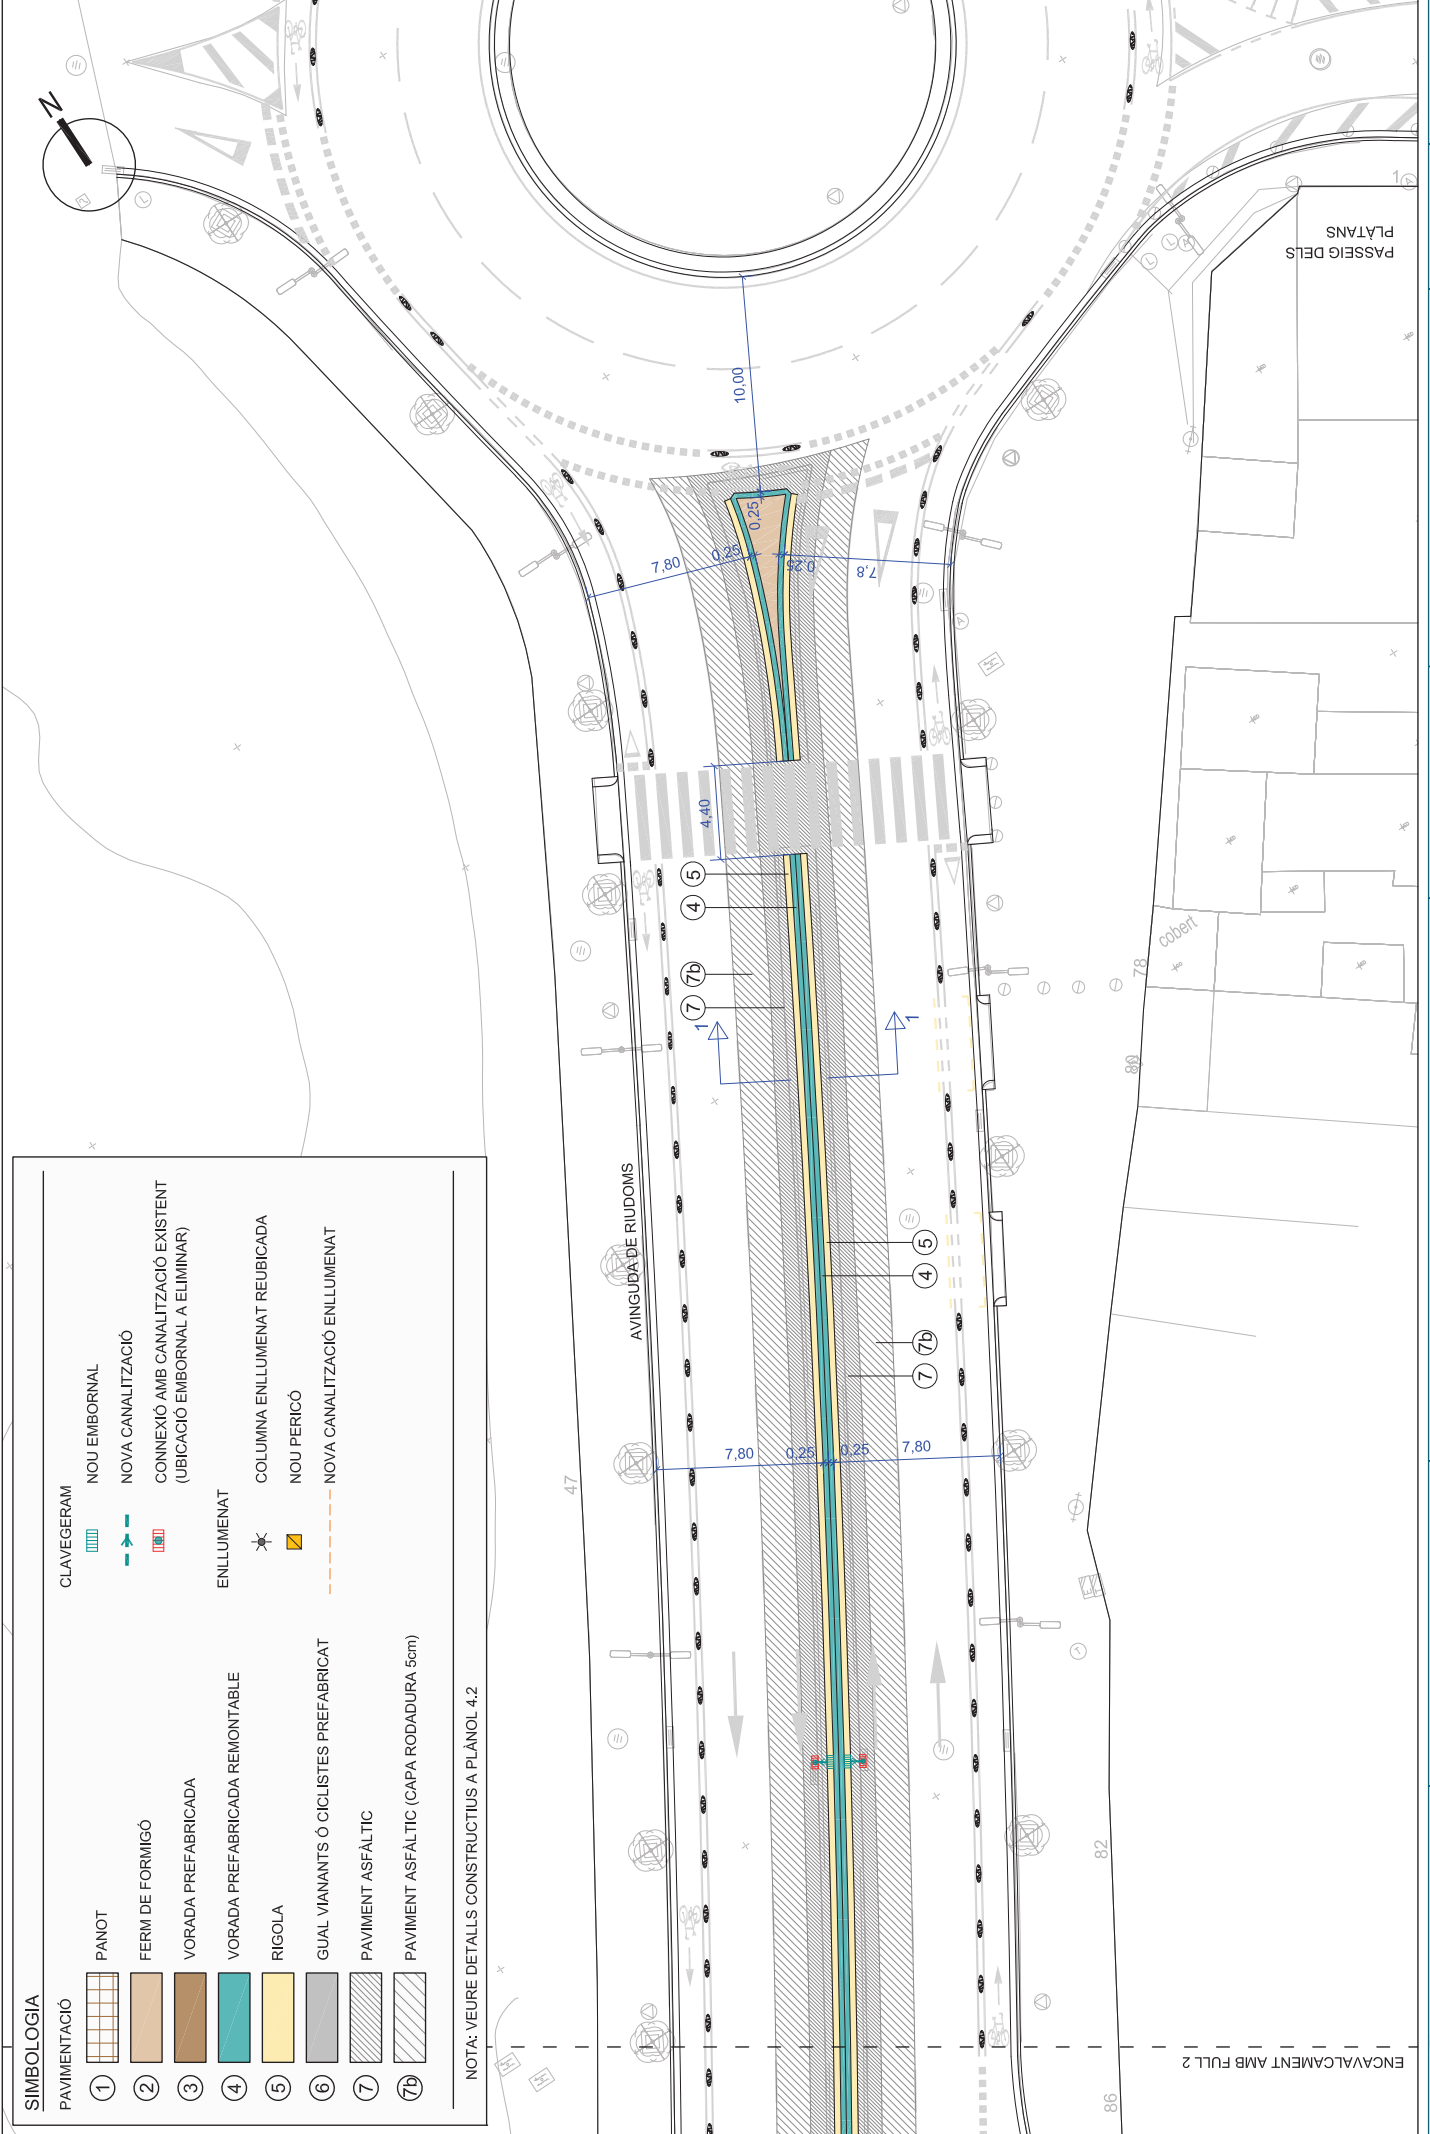 SIMBOLOGIA
PAVIMENTACIÓ
1 PANOT
2 FERM DE FORMIGÓ
3 VORADA PREFABRICADA
4 VORADA PREFABRICADA REMONTABLE
5 RIGOLA
6 GUAL VIANANTS Ó CICLISTES PREFABRICAT
7 PAVIMENT ASFÀLTIC
7b PAVIMENT ASFÀLTIC (CAPA RODADURA 5cm)
CLAVEGERAM
NOU EMBORNAL
NOVA CANALITZACIÓ
CONNEXIÓ AMB CANALITZACIÓ EXISTENT
(UBICACIÓ EMBORNAL A ELIMINAR)
ENLLUMENAT
COLUMNA ENLLUMENAT REUBICADA
NOU PERICÓ
NOVA CANALITZACIÓ ENLLUMENAT
NOTA: VEURE DETALLS CONSTRUCTIUS A PLÀNOL 4.2
N
AVINGUDA DE RIUDOMS
PASSEIG DELS
PLÀTANS
ENCAVALCAMENT AMB FULL 2
10,00
0,25
7,80
0,25
0,25
7,8
4,40
5
4
7b
7
1
1
5
4
7b
7
7,80
0,25
0,25
7,80
47
cobert
78
80
82
86
1